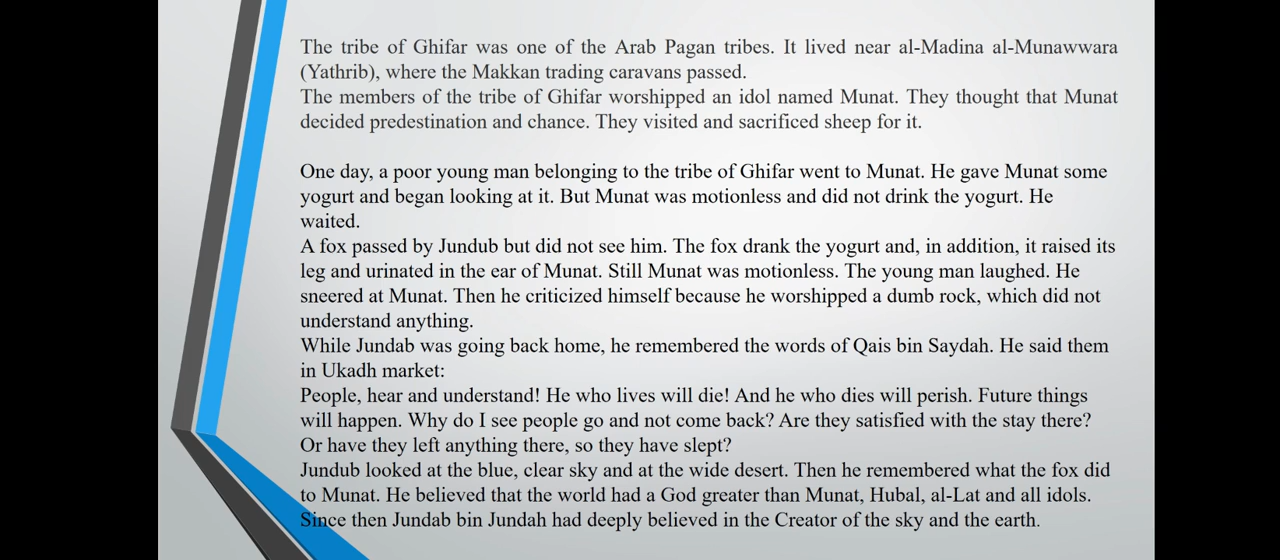 The tribe of Ghifar was one of the Arab Pagan tribes. It lived near al-Madina al-Munawwara
(Yathrib), where the Makkan trading caravans passed.
The members of the tribe of Ghifar worshipped an idol named Munat. They thought that Munat
decided predestination and chance. They visited and sacrificed sheep for it.
One day, a poor young man belonging to the tribe of Ghifar went to Munat. He gave Munat some
yogurt and began looking at it. But Munat was motionless and did not drink the yogurt. He
waited.
A fox passed by Jundub but did not see him. The fox drank the yogurt and, in addition, it raised its
leg and urinated in the ear of Munat. Still Munat was motionless. The young man laughed. He
sneered at Munat. Then he criticized himself because he worshipped a dumb rock, which did not
understand anything.
While Jundab was going back home, he remembered the words of Qais bin Saydah. He said them
in Ukadh market:
People, hear and understand! He who lives will die! And he who dies will perish. Future things
will happen. Why do I see people go and not come back? Are they satisfied with the stay there?
Or have they left anything there, so they have slept?
Jundub looked at the blue, clear sky and at the wide desert. Then he remembered what the fox did
to Munat. He believed that the world had a God greater than Munat, Hubal, al-Lat and all idols.
Since then Jundab bin Jundah had deeply believed in the Creator of the sky and the earth.